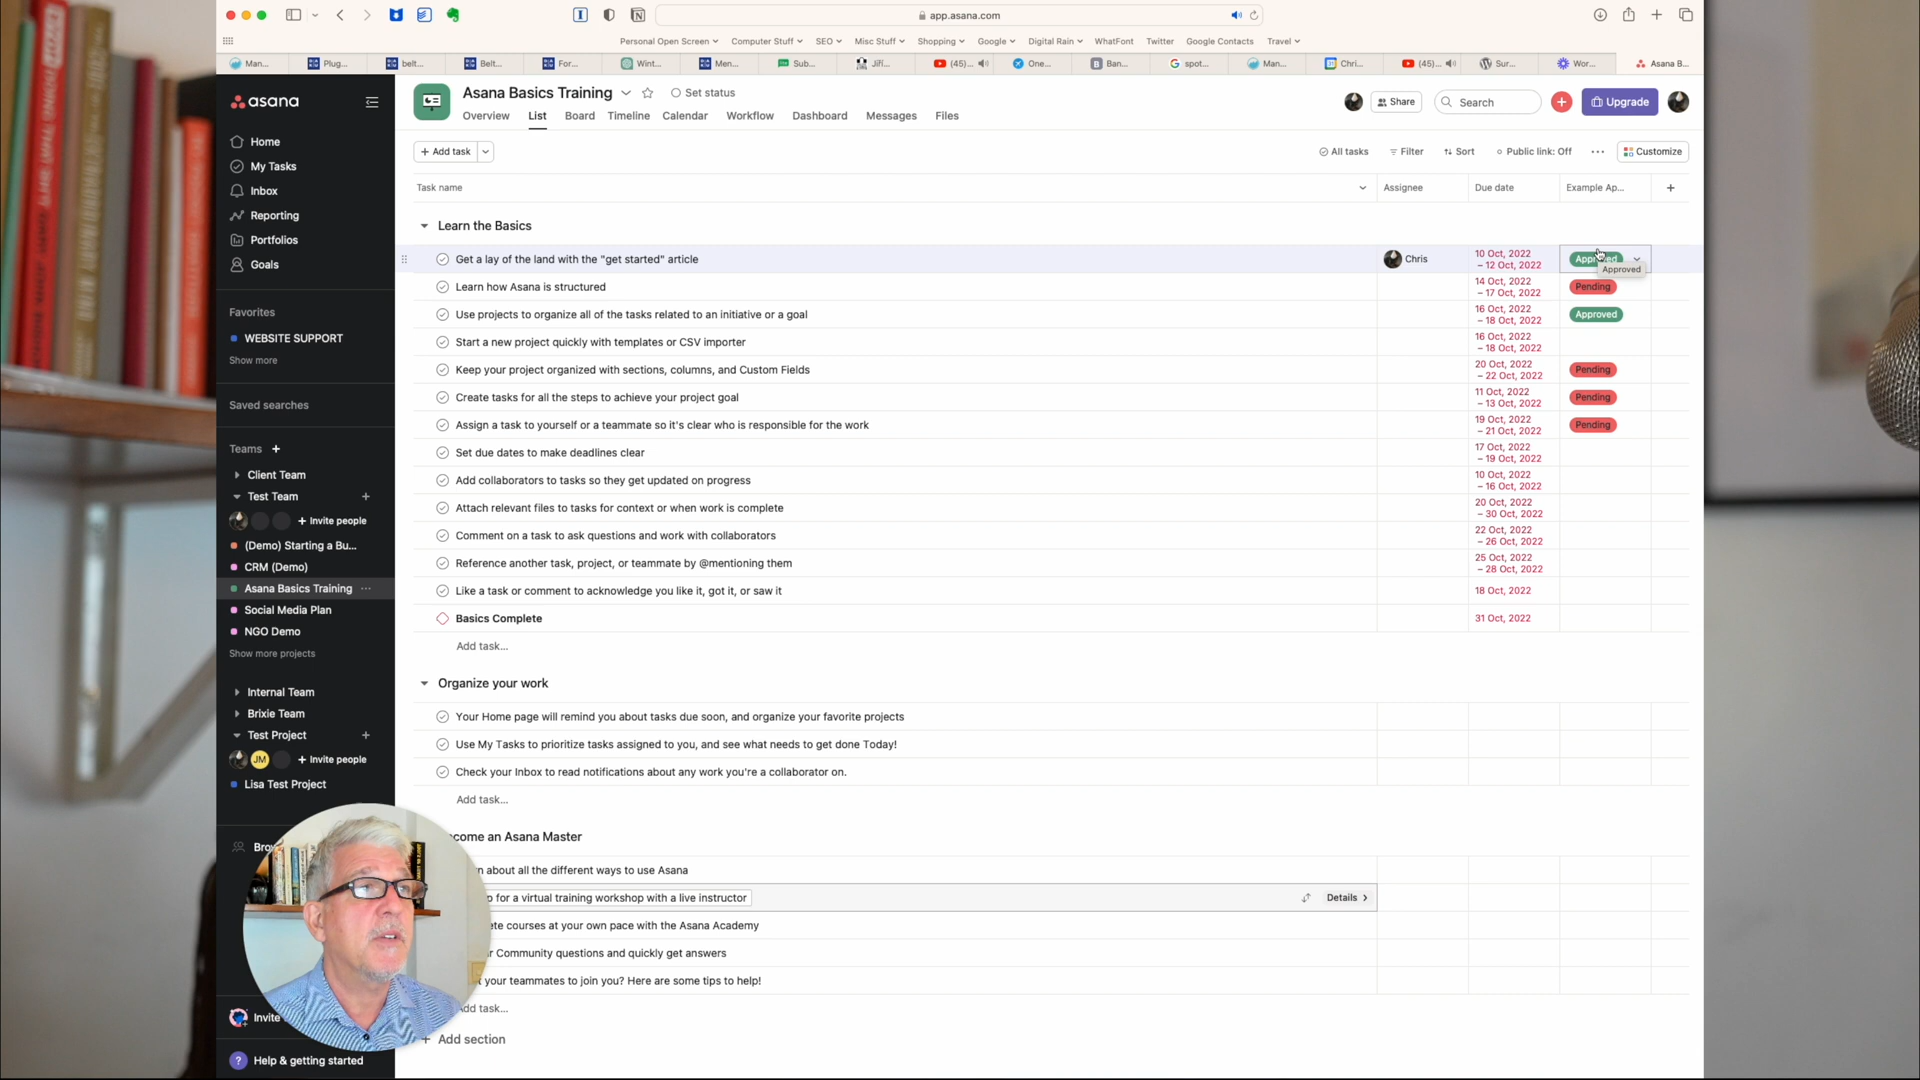 app.asana.com
Personal Open Screen Computer Stuff SEO Misc Stuff Shopping Google Digital Rain WhatFont Twitter Google Contacts Travel
Man... Plug... belt... Belt... For... Wint... Men... Sub... Jiří... (45)... One... Ban... spot... Man... Chri... (45)... Sur... Wor... Asana B...
asana
Asana Basics Training Set status
Share Search Upgrade
Overview List Board Timeline Calendar Workflow Dashboard Messages Files
+ Add task All tasks Filter Sort Public link: Off Customize
Task name Assignee Due date Example Ap...
Home
My Tasks
Inbox
Reporting
Portfolios
Goals
Favorites
WEBSITE SUPPORT
Show more
Saved searches
Teams +
Client Team
Test Team +
+ Invite people
(Demo) Starting a Bu...
CRM (Demo)
Asana Basics Training ...
Social Media Plan
NGO Demo
Show more projects
Internal Team
Brixie Team
Test Project +
JM + Invite people
Lisa Test Project
Invite
? Help & getting started
Learn the Basics
Get a lay of the land with the "get started" article Chris 10 Oct, 2022 – 12 Oct, 2022
Approved
Learn how Asana is structured 14 Oct, 2022 – 17 Oct, 2022 Pending
Use projects to organize all of the tasks related to an initiative or a goal 16 Oct, 2022 – 18 Oct, 2022 Approved
Start a new project quickly with templates or CSV importer 16 Oct, 2022 – 18 Oct, 2022
Keep your project organized with sections, columns, and Custom Fields 20 Oct, 2022 – 22 Oct, 2022 Pending
Create tasks for all the steps to achieve your project goal 11 Oct, 2022 – 13 Oct, 2022 Pending
Assign a task to yourself or a teammate so it's clear who is responsible for the work 19 Oct, 2022 – 21 Oct, 2022 Pending
Set due dates to make deadlines clear 17 Oct, 2022 – 19 Oct, 2022
Add collaborators to tasks so they get updated on progress 10 Oct, 2022 – 16 Oct, 2022
Attach relevant files to tasks for context or when work is complete 20 Oct, 2022 – 30 Oct, 2022
Comment on a task to ask questions and work with collaborators 22 Oct, 2022 – 26 Oct, 2022
Reference another task, project, or teammate by @mentioning them 25 Oct, 2022 – 28 Oct, 2022
Like a task or comment to acknowledge you like it, got it, or saw it 18 Oct, 2022
Basics Complete 31 Oct, 2022
Add task...
Organize your work
Your Home page will remind you about tasks due soon, and organize your favorite projects
Use My Tasks to prioritize tasks assigned to you, and see what needs to get done Today!
Check your Inbox to read notifications about any work you're a collaborator on.
Add task...
an Asana Master
about all the different ways to use Asana
for a virtual training workshop with a live instructor Details >
courses at your own pace with the Asana Academy
Community questions and quickly get answers
your teammates to join you? Here are some tips to help!
task...
+ Add section